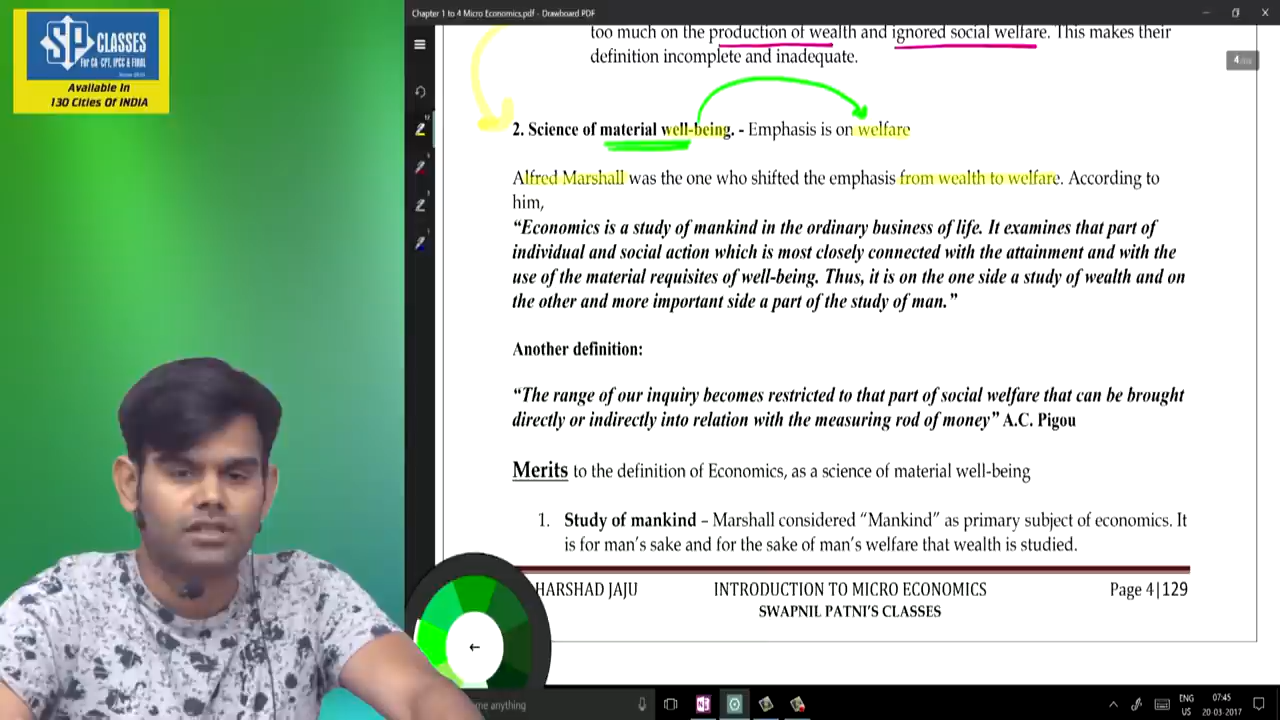 Chapter 1 to 4 Micro Economics.pdf - Drawboard PDF
SP CLASSES
For CA- CPT, IPCC & FINAL
Available In
130 Cities Of INDIA
too much on the production of wealth and ignored social welfare. This makes their
definition incomplete and inadequate.
2. Science of material well-being. - Emphasis is on welfare
Alfred Marshall was the one who shifted the emphasis from wealth to welfare. According to
him,
“Economics is a study of mankind in the ordinary business of life. It examines that part of
individual and social action which is most closely connected with the attainment and with the
use of the material requisites of well-being. Thus, it is on the one side a study of wealth and on
the other and more important side a part of the study of man.”
Another definition:
“The range of our inquiry becomes restricted to that part of social welfare that can be brought
directly or indirectly into relation with the measuring rod of money” A.C. Pigou
Merits to the definition of Economics, as a science of material well-being
1. Study of mankind – Marshall considered “Mankind” as primary subject of economics. It
is for man’s sake and for the sake of man’s welfare that wealth is studied.
HARSHAD JAJU INTRODUCTION TO MICRO ECONOMICS Page 4|129
SWAPNIL PATNI’S CLASSES
me anything
ENG
US
07:45
20-03-2017